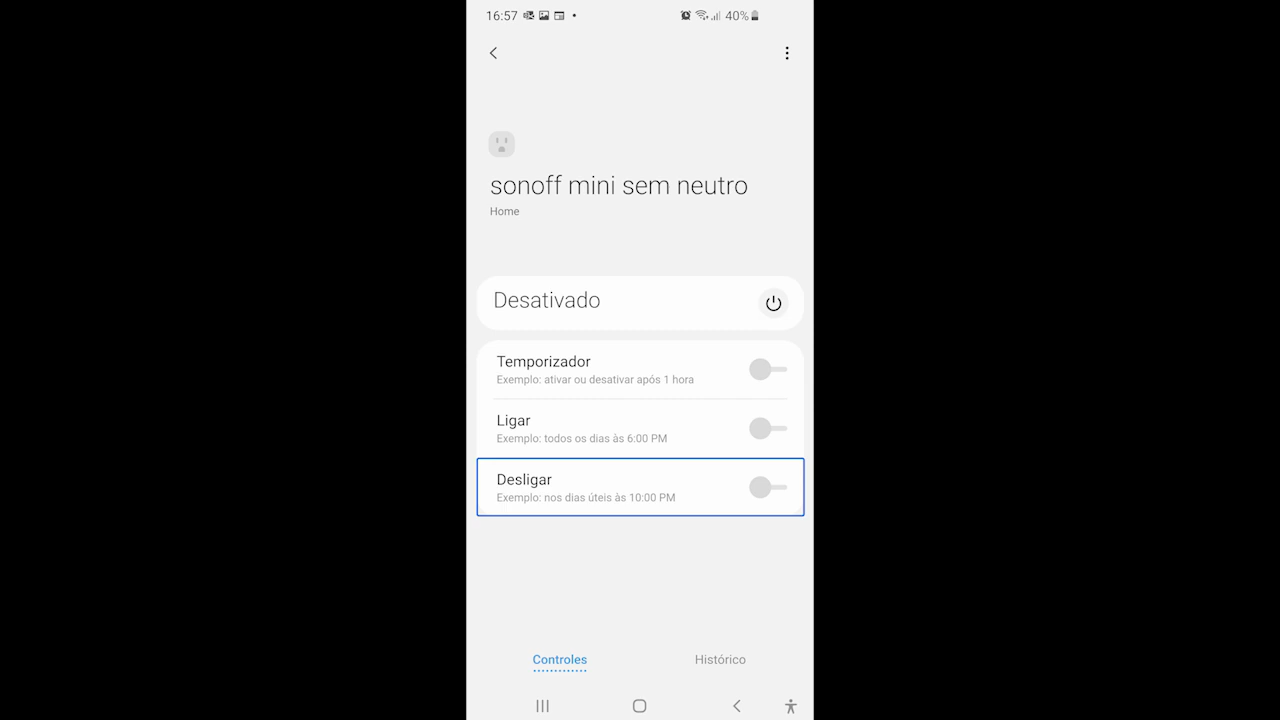 16:57 40%
sonoff mini sem neutro
Home
Desativado
Temporizador
Exemplo: ativar ou desativar após 1 hora
Ligar
Exemplo: todos os dias às 6:00 PM
Desligar
Exemplo: nos dias úteis às 10:00 PM
Controles Histórico